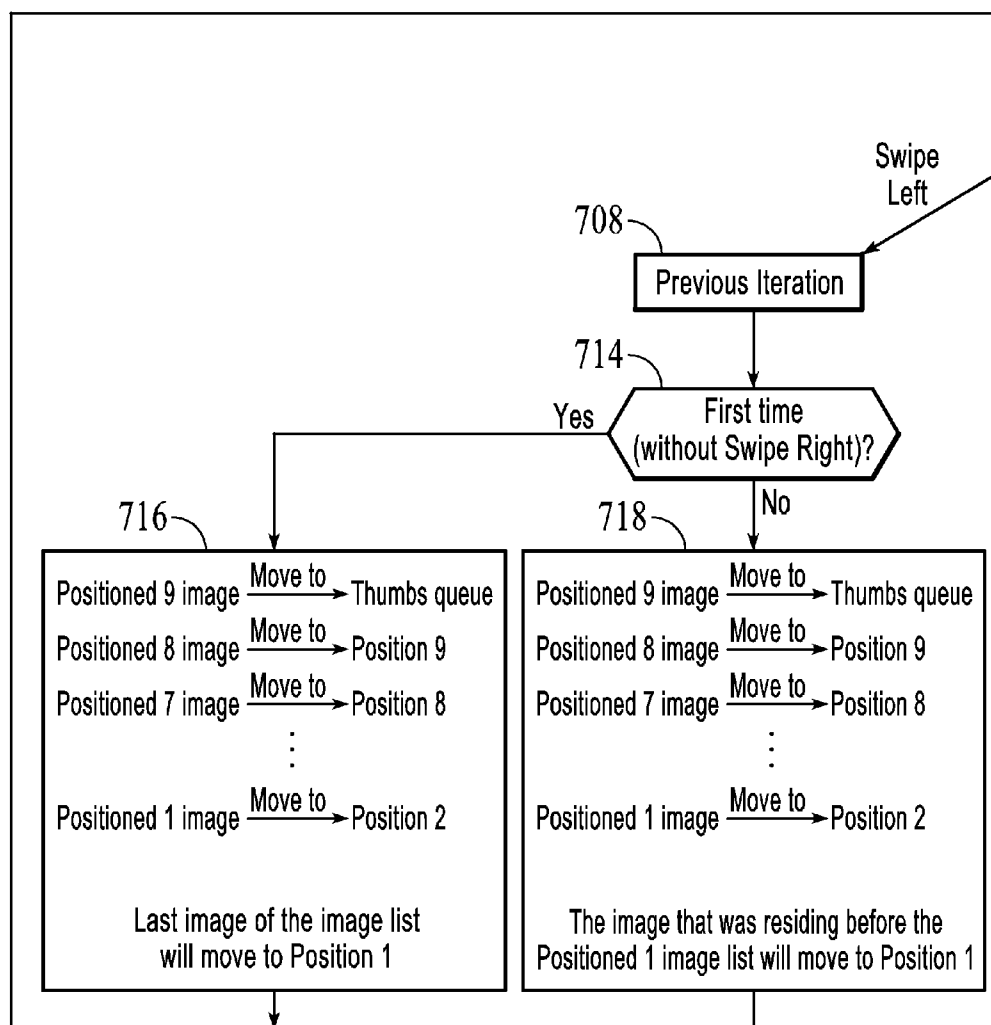 Swipe
Left
708
Previous Iteration
714
First time
(without Swipe Right)?
Yes
No
716
Positioned 9 image Move to Thumbs queue
Positioned 8 image Move to Position 9
Positioned 7 image Move to Position 8
Positioned 1 image Move to Position 2
Last image of the image list
will move to Position 1
718
Positioned 9 image Move to Thumbs queue
Positioned 8 image Move to Position 9
Positioned 7 image Move to Position 8
Positioned 1 image Move to Position 2
The image that was residing before the
Positioned 1 image list will move to Position 1